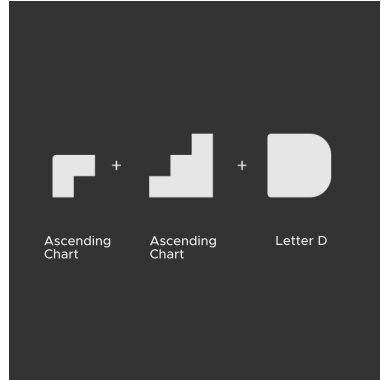 +
+
Ascending
Chart
Ascending
Chart
Letter D